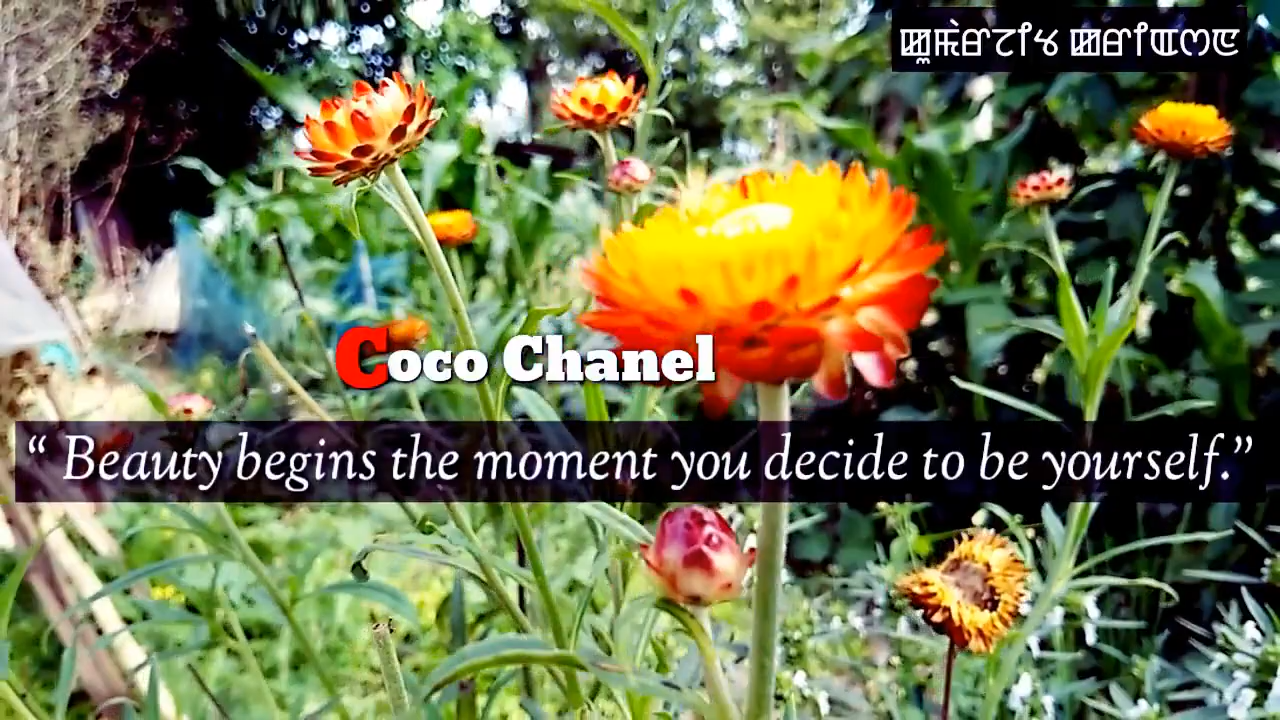 Coco Chanel
“ Beauty begins the moment you decide to be yourself.”